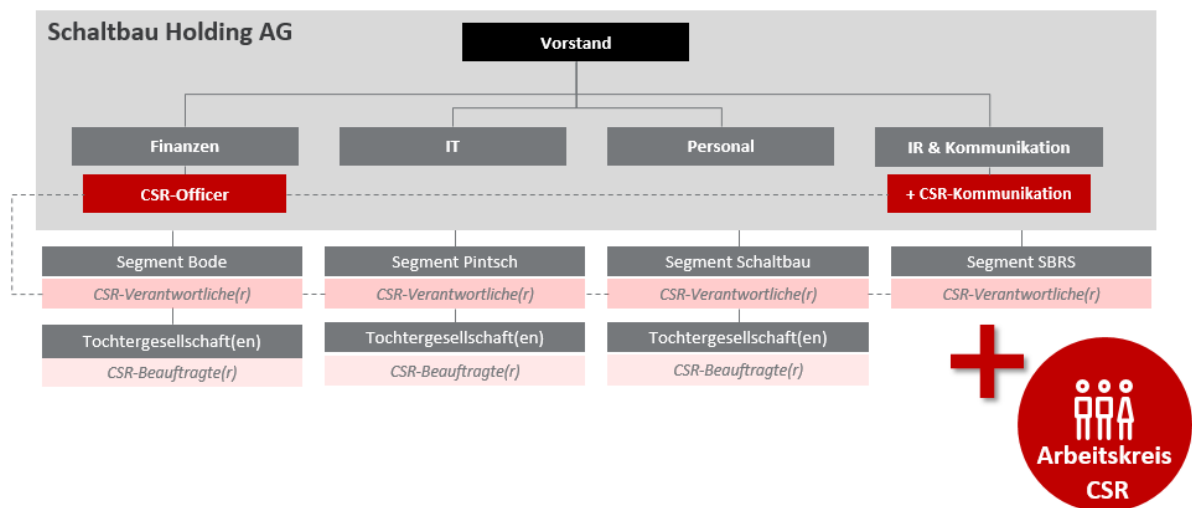 Schaltbau Holding AG
Vorstand
Finanzen
IT
Personal
IR & Kommunikation
CSR-Officer
+ CSR-Kommunikation
Segment Bode
Segment Pintsch
Segment Schaltbau
Segment SBRS
CSR-Verantwortliche(r)
CSR-Verantwortliche(r)
CSR-Verantwortliche(r)
CSR-Verantwortliche(r)
Tochtergesellschaft(en)
Tochtergesellschaft(en)
Tochtergesellschaft(en)
CSR-Beauftragte(r)
CSR-Beauftragte(r)
CSR-Beauftragte(r)
Arbeitskreis
CSR